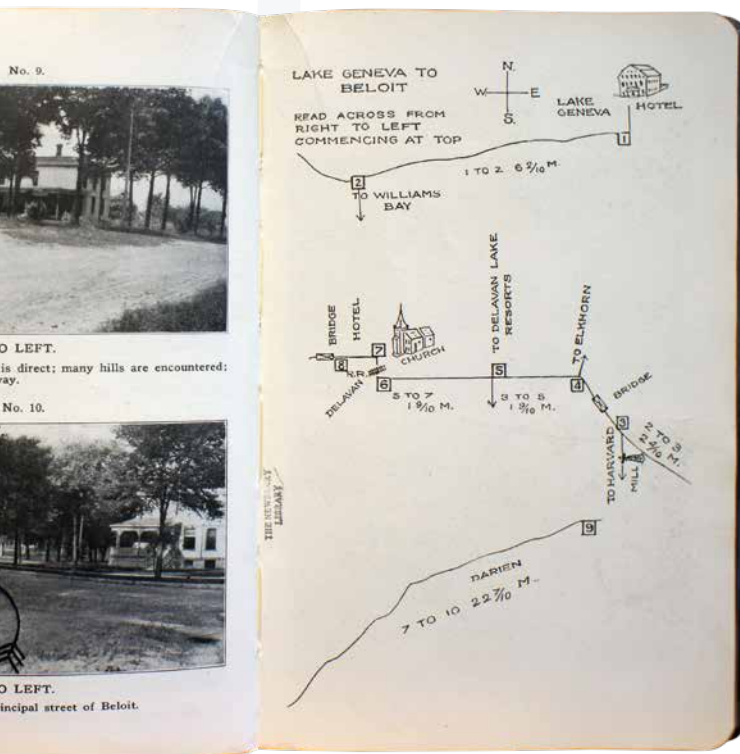 No. 9.
O LEFT.
is direct; many hills are encountered;
way.
No. 10.
O LEFT.
incipal street of Beloit.
LAKE GENEVA TO
BELOIT
READ ACROSS FROM
RIGHT TO LEFT
COMMENCING AT TOP
N.
W
E
S.
LAKE
GENEVA
HOTEL
1
1 TO 2 6 2/10 M.
2
TO WILLIAMS
BAY
BRIDGE
HOTEL
7
8
CHURCH
R.R.
DELAVAN
6
5 TO 7
1 9/10 M.
TO DELAVAN LAKE
RESORTS
5
3 TO 5
1 9/10 M.
TO ELKHORN
4
BRIDGE
3
2 TO 3
2 4/10 M.
TO HARVARD
MILL
THE NEWBERRY
LIBRARY
9
DARIEN
7 TO 10 22 7/10 M.